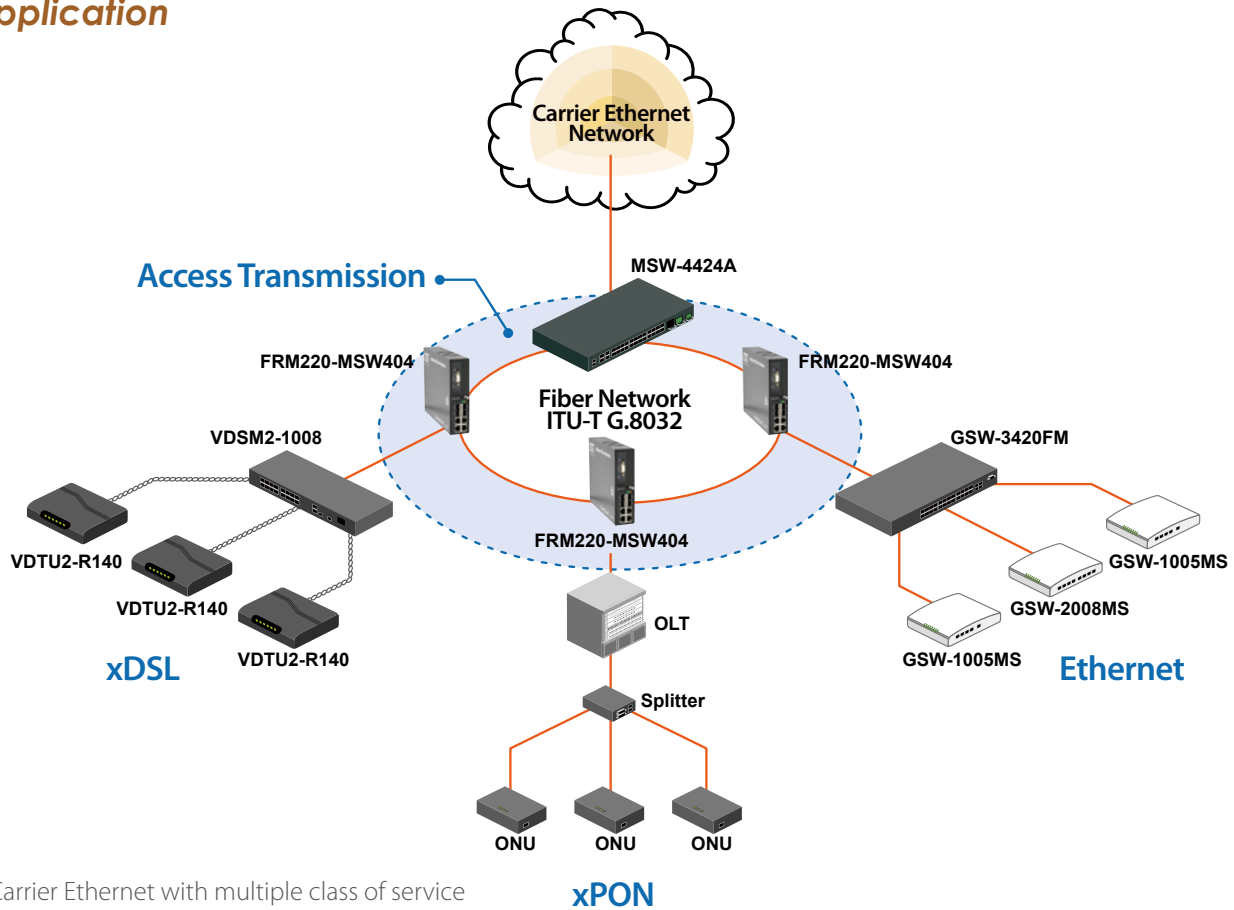 pplication
Carrier Ethernet
Network
Access Transmission
MSW-4424A
FRM220-MSW404
FRM220-MSW404
Fiber Network
ITU-T G.8032
VDSM2-1008
GSW-3420FM
FRM220-MSW404
VDTU2-R140
GSW-1005MS
VDTU2-R140
GSW-2008MS
OLT
VDTU2-R140
GSW-1005MS
xDSL
Ethernet
Splitter
ONU
ONU
ONU
Carrier Ethernet with multiple class of service
xPON